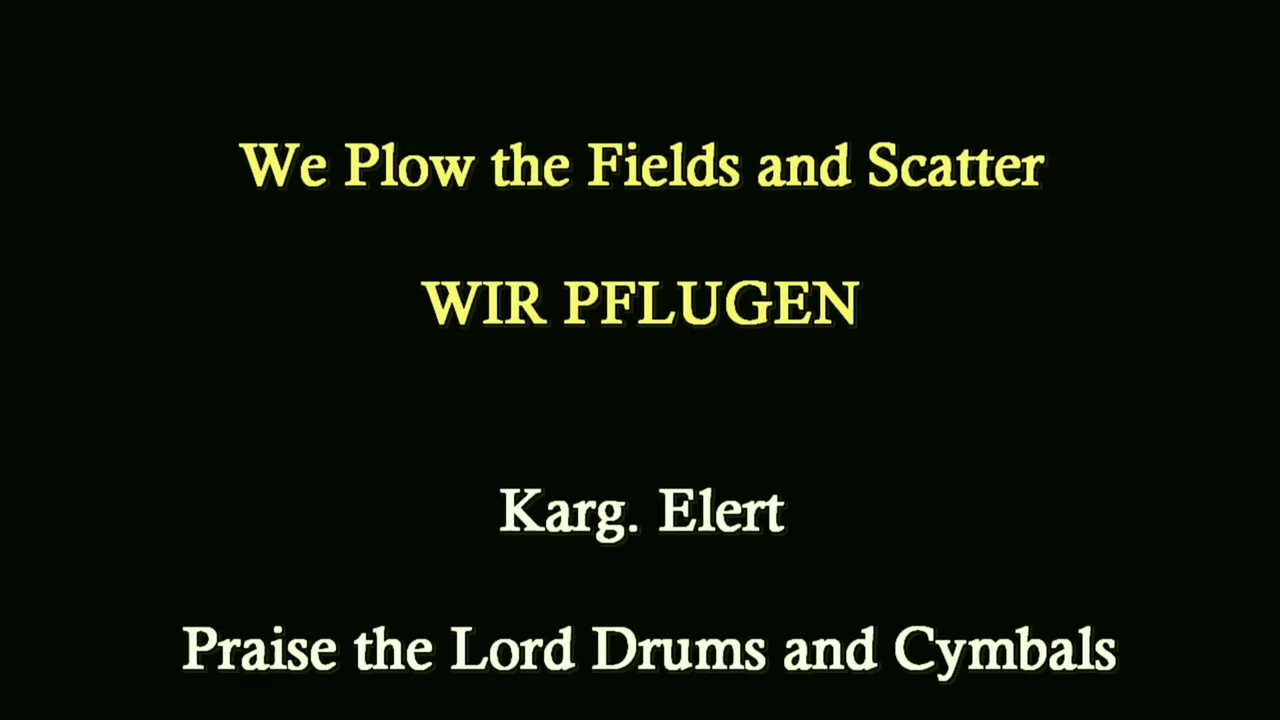 We Plow the Fields and Scatter
WIR PFLUGEN
Karg. Elert
Praise the Lord Drums and Cymbals